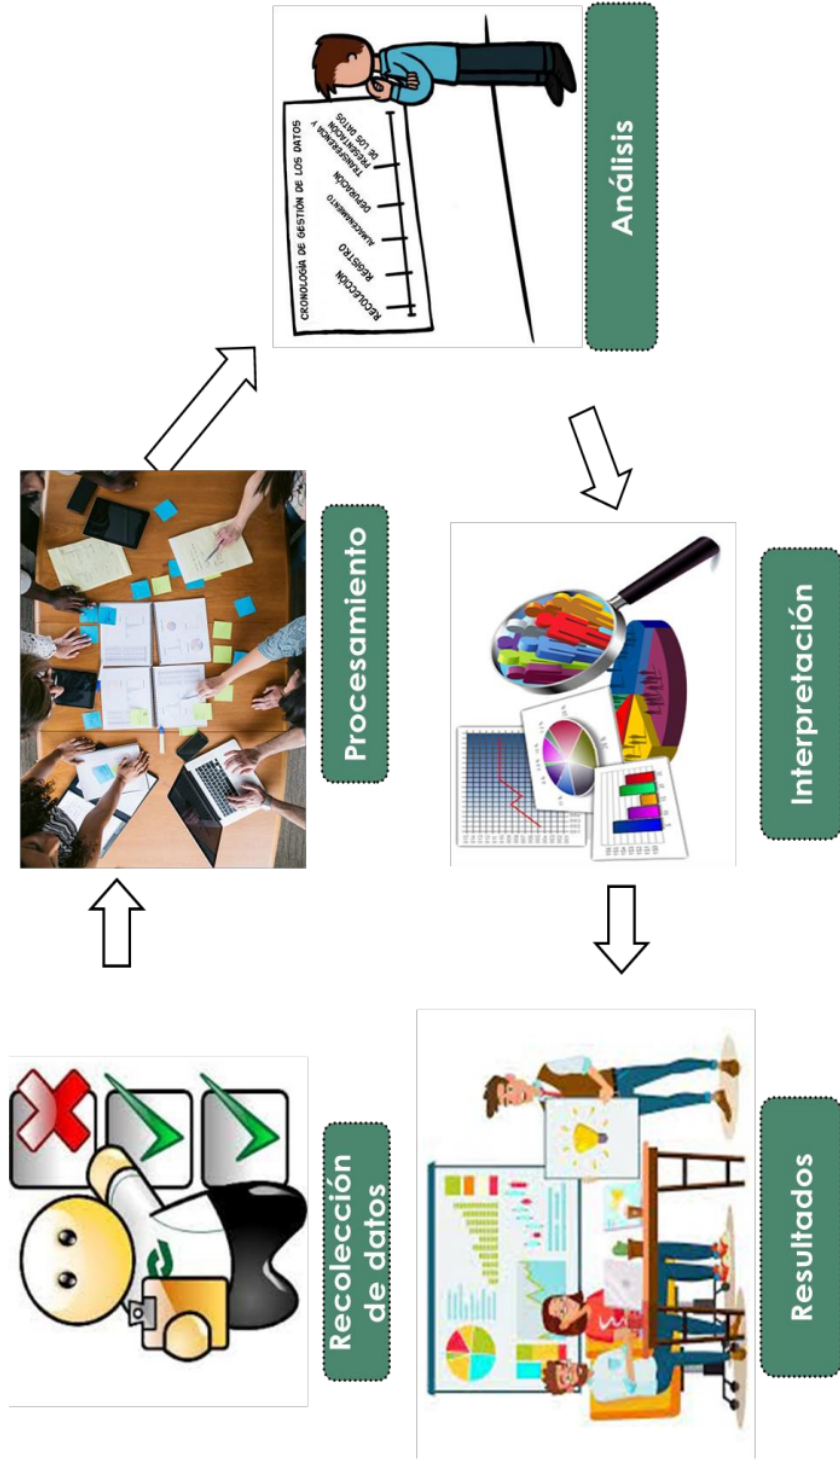 Recolección
de datos
Procesamiento
CRONOLOGÍA DE GESTIÓN DE LOS DATOS
RECOLECCIÓN
REGISTRO
ALMACENAMIENTO
DEPURACIÓN
TRANSFERENCIA Y
PRESENTACIÓN
DE LOS DATOS
Análisis
Interpretación
Resultados